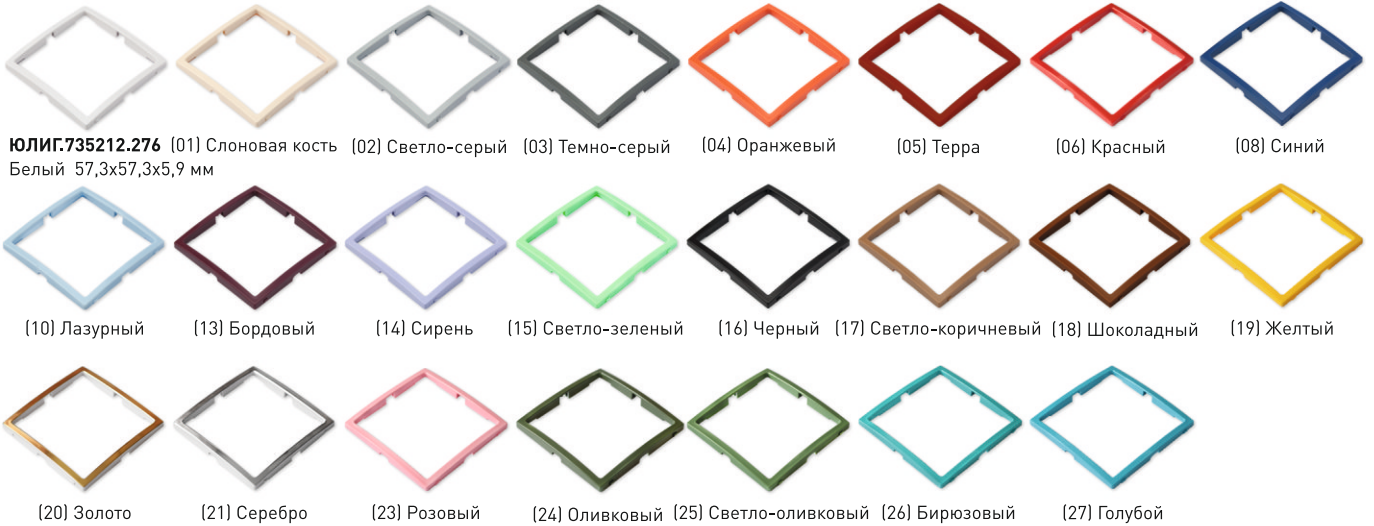 ЮЛИГ.735212.276
Белый 57,3х57,3х5,9 мм
(01) Слоновая кость
(02) Светло-серый
(03) Темно-серый
(04) Оранжевый
(05) Терра
(06) Красный
(08) Синий
(10) Лазурный
(13) Бордовый
(14) Сирень
(15) Светло-зеленый
(16) Черный
(17) Светло-коричневый
(18) Шоколадный
(19) Желтый
(20) Золото
(21) Серебро
(23) Розовый
(24) Оливковый
(25) Светло-оливковый
(26) Бирюзовый
(27) Голубой